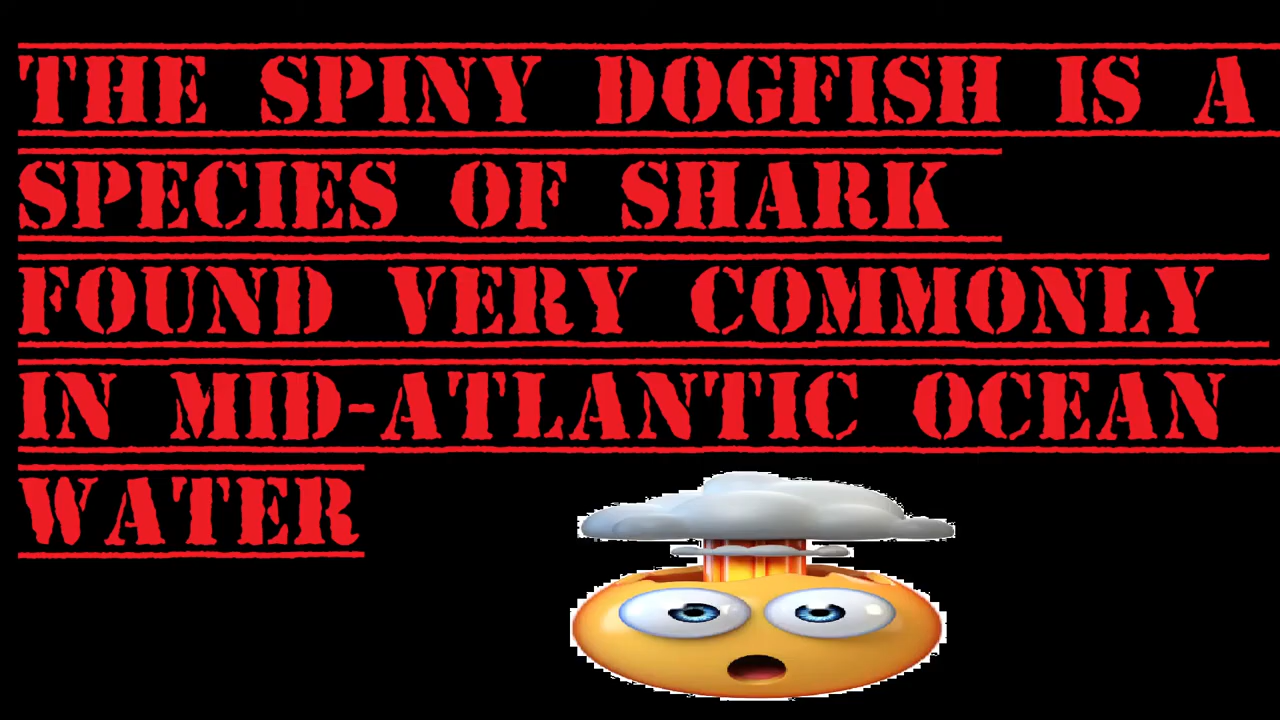 THE SPINY DOGFISH IS A
SPECIES OF SHARK
FOUND VERY COMMONLY
IN MID-ATLANTIC OCEAN
WATER